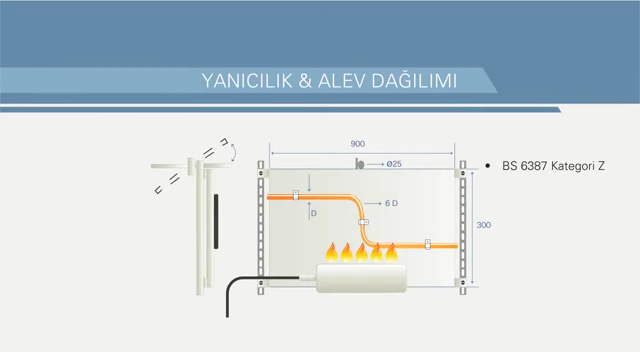 YANICILIK & ALEV DAĞILIMI
900
Ø25
• BS 6387 Kategori Z
6 D
D
300